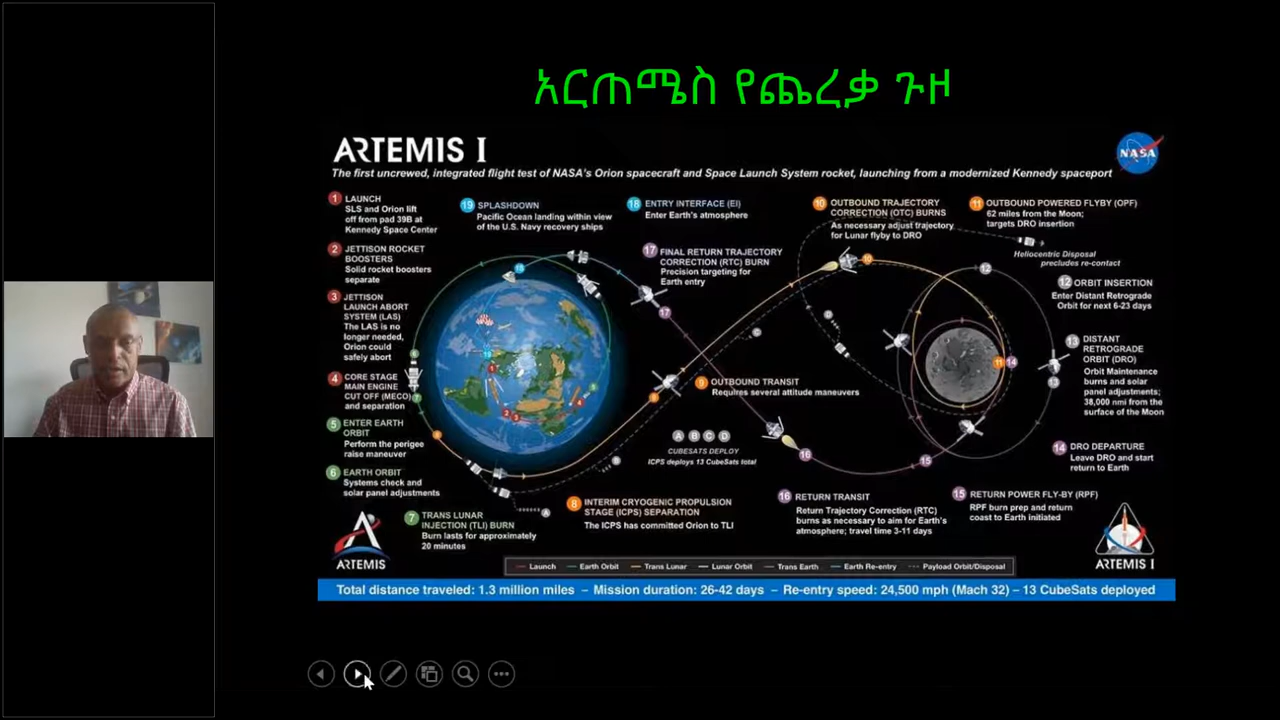 አርጠሜስ የጨረቃ ጉዞ
ARTEMIS I
NASA
The first uncrewed, integrated flight test of NASA's Orion spacecraft and Space Launch System rocket, launching from a modernized Kennedy spaceport
1 LAUNCH
SLS and Orion lift
off from pad 39B at
Kennedy Space Center
2 JETTISON ROCKET
BOOSTERS
Solid rocket boosters
separate
3 JETTISON
LAUNCH ABORT
SYSTEM (LAS)
The LAS is no
longer needed,
Orion could
safely abort
4 CORE STAGE
MAIN ENGINE
CUT OFF (MECO)
and separation
5 ENTER EARTH
ORBIT
Perform the perigee
raise maneuver
6 EARTH ORBIT
Systems check and
solar panel adjustments
7 TRANS LUNAR
INJECTION (TLI) BURN
Burn lasts for approximately
20 minutes
8 INTERIM CRYOGENIC PROPULSION
STAGE (ICPS) SEPARATION
The ICPS has committed Orion to TLI
9 OUTBOUND TRANSIT
Requires several attitude maneuvers
A B C D
CUBESATS DEPLOY
ICPS deploys 13 CubeSats total
10 OUTBOUND TRAJECTORY
CORRECTION (OTC) BURNS
As necessary adjust trajectory
for Lunar flyby to DRO
11 OUTBOUND POWERED FLYBY (OPF)
62 miles from the Moon;
targets DRO insertion
Heliocentric Disposal
precludes re-contact
12 ORBIT INSERTION
Enter Distant Retrograde
Orbit for next 6-23 days
13 DISTANT
RETROGRADE
ORBIT (DRO)
Orbit Maintenance
burns and solar
panel adjustments;
38,000 nmi from the
surface of the Moon
14 DRO DEPARTURE
Leave DRO and start
return to Earth
15 RETURN POWER FLY-BY (RPF)
RPF burn prep and return
coast to Earth initiated
16 RETURN TRANSIT
Return Trajectory Correction (RTC)
burns as necessary to aim for Earth's
atmosphere; travel time 3-11 days
17 FINAL RETURN TRAJECTORY
CORRECTION (RTC) BURN
Precision targeting for
Earth entry
18 ENTRY INTERFACE (EI)
Enter Earth's atmosphere
19 SPLASHDOWN
Pacific Ocean landing within view
of the U.S. Navy recovery ships
ARTEMIS
ARTEMIS I
Launch Earth Orbit Trans Lunar Lunar Orbit Trans Earth Earth Re-entry Payload Orbit/Disposal
Total distance traveled: 1.3 million miles – Mission duration: 26-42 days – Re-entry speed: 24,500 mph (Mach 32) – 13 CubeSats deployed